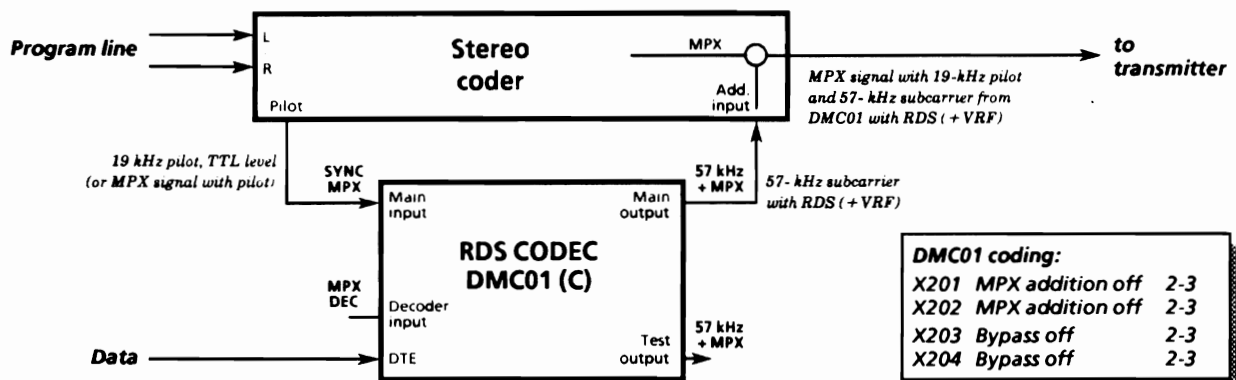 Program line
L
R
Pilot
Stereo
coder
MPX
Add.
input
to
transmitter
MPX signal with 19-kHz pilot
and 57- kHz subcarrier from
DMC01 with RDS ( + VRF)
19 kHz pilot, TTL level
(or MPX signal with pilot)
SYNC
MPX
57 kHz
+ MPX
57- kHz subcarrier
with RDS ( + VRF)
Main
input
Main
output
RDS CODEC
DMC01 (C)
MPX
DEC
Decoder
input
Data
DTE
Test
output
57 kHz
+ MPX
DMC01 coding:
X201 MPX addition off 2-3
X202 MPX addition off 2-3
X203 Bypass off 2-3
X204 Bypass off 2-3